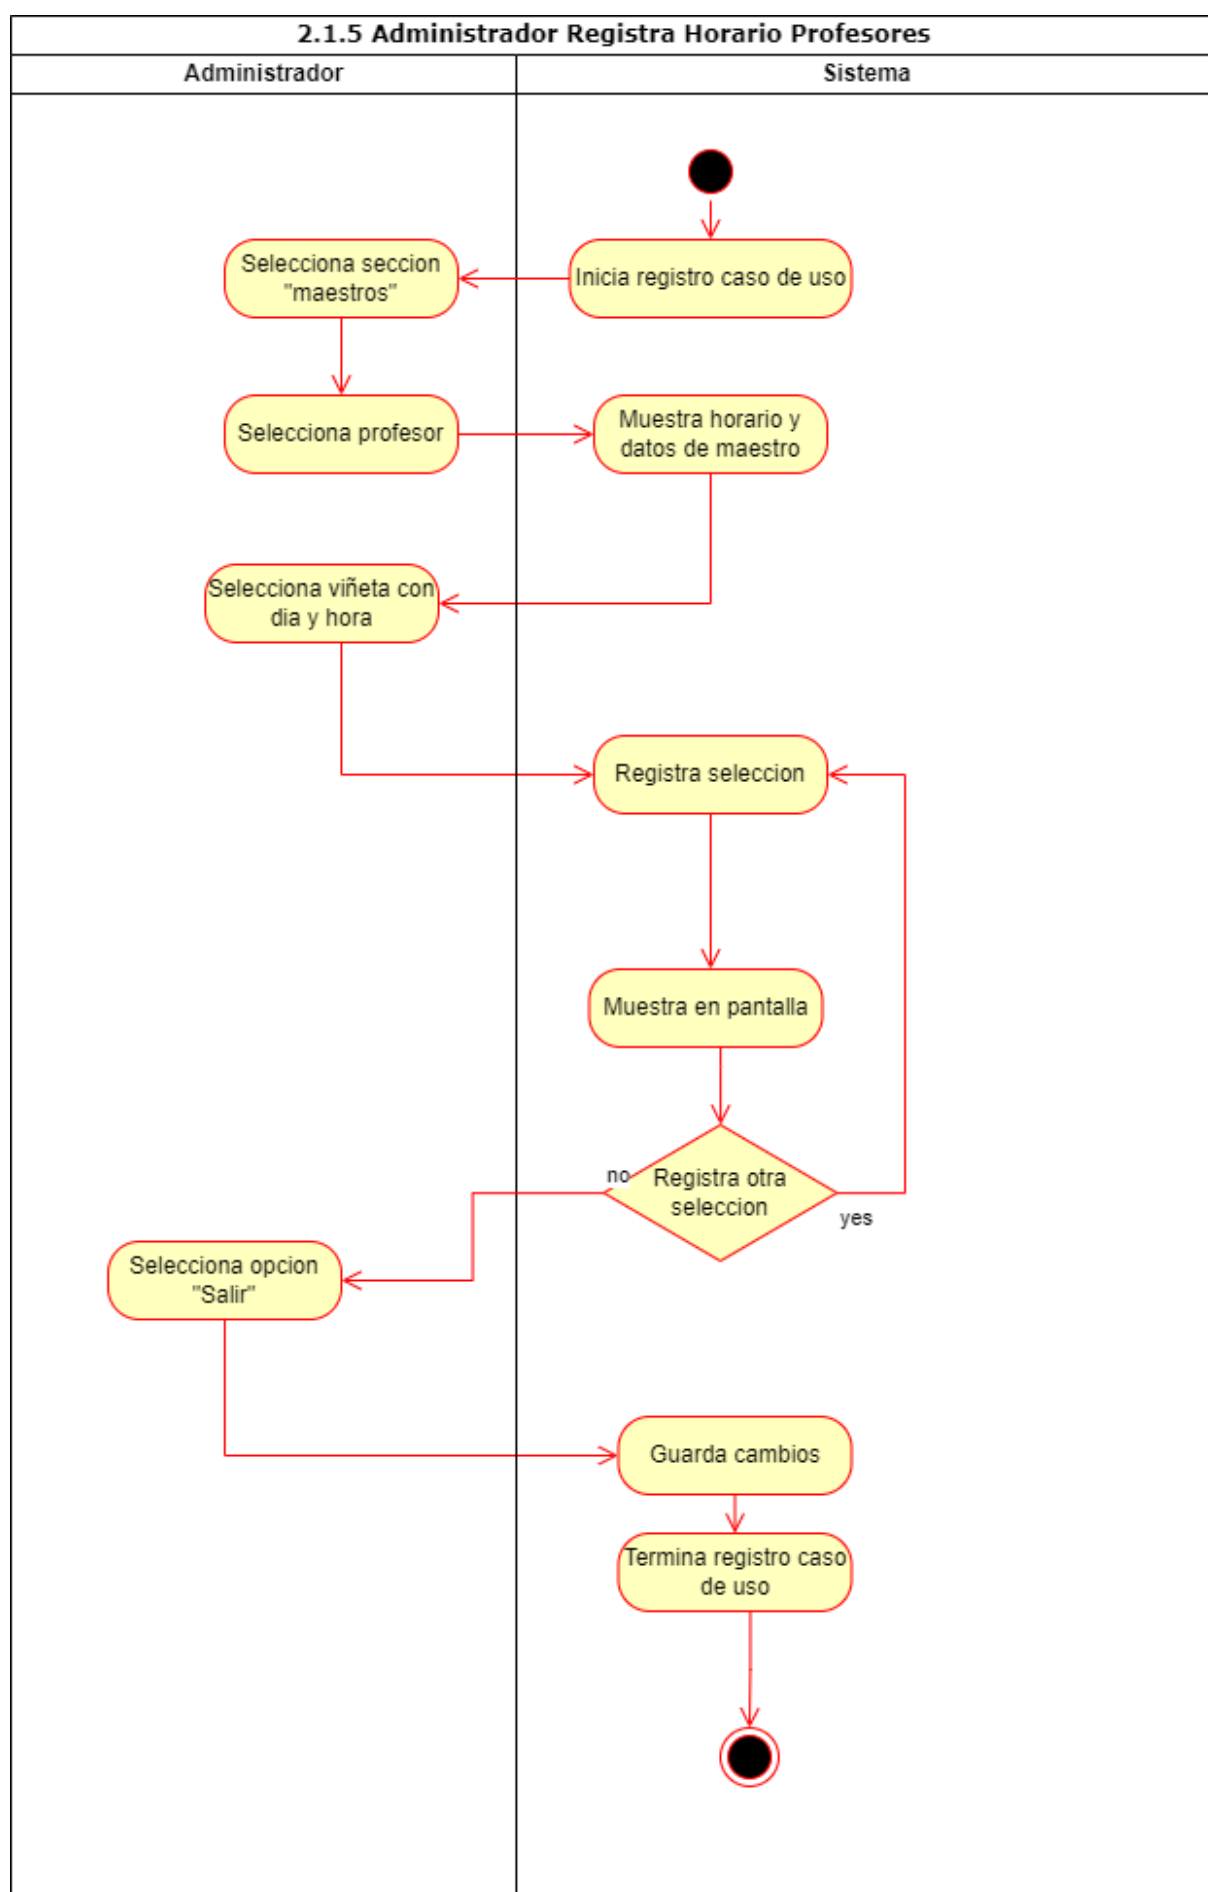 2.1.5 Administrador Registra Horario Profesores
Administrador
Sistema
Inicia registro caso de uso
Selecciona seccion
"maestros"
Selecciona profesor
Muestra horario y
datos de maestro
Selecciona viñeta con
dia y hora
Registra seleccion
Muestra en pantalla
Registra otra
seleccion
no
yes
Selecciona opcion
"Salir"
Guarda cambios
Termina registro caso
de uso